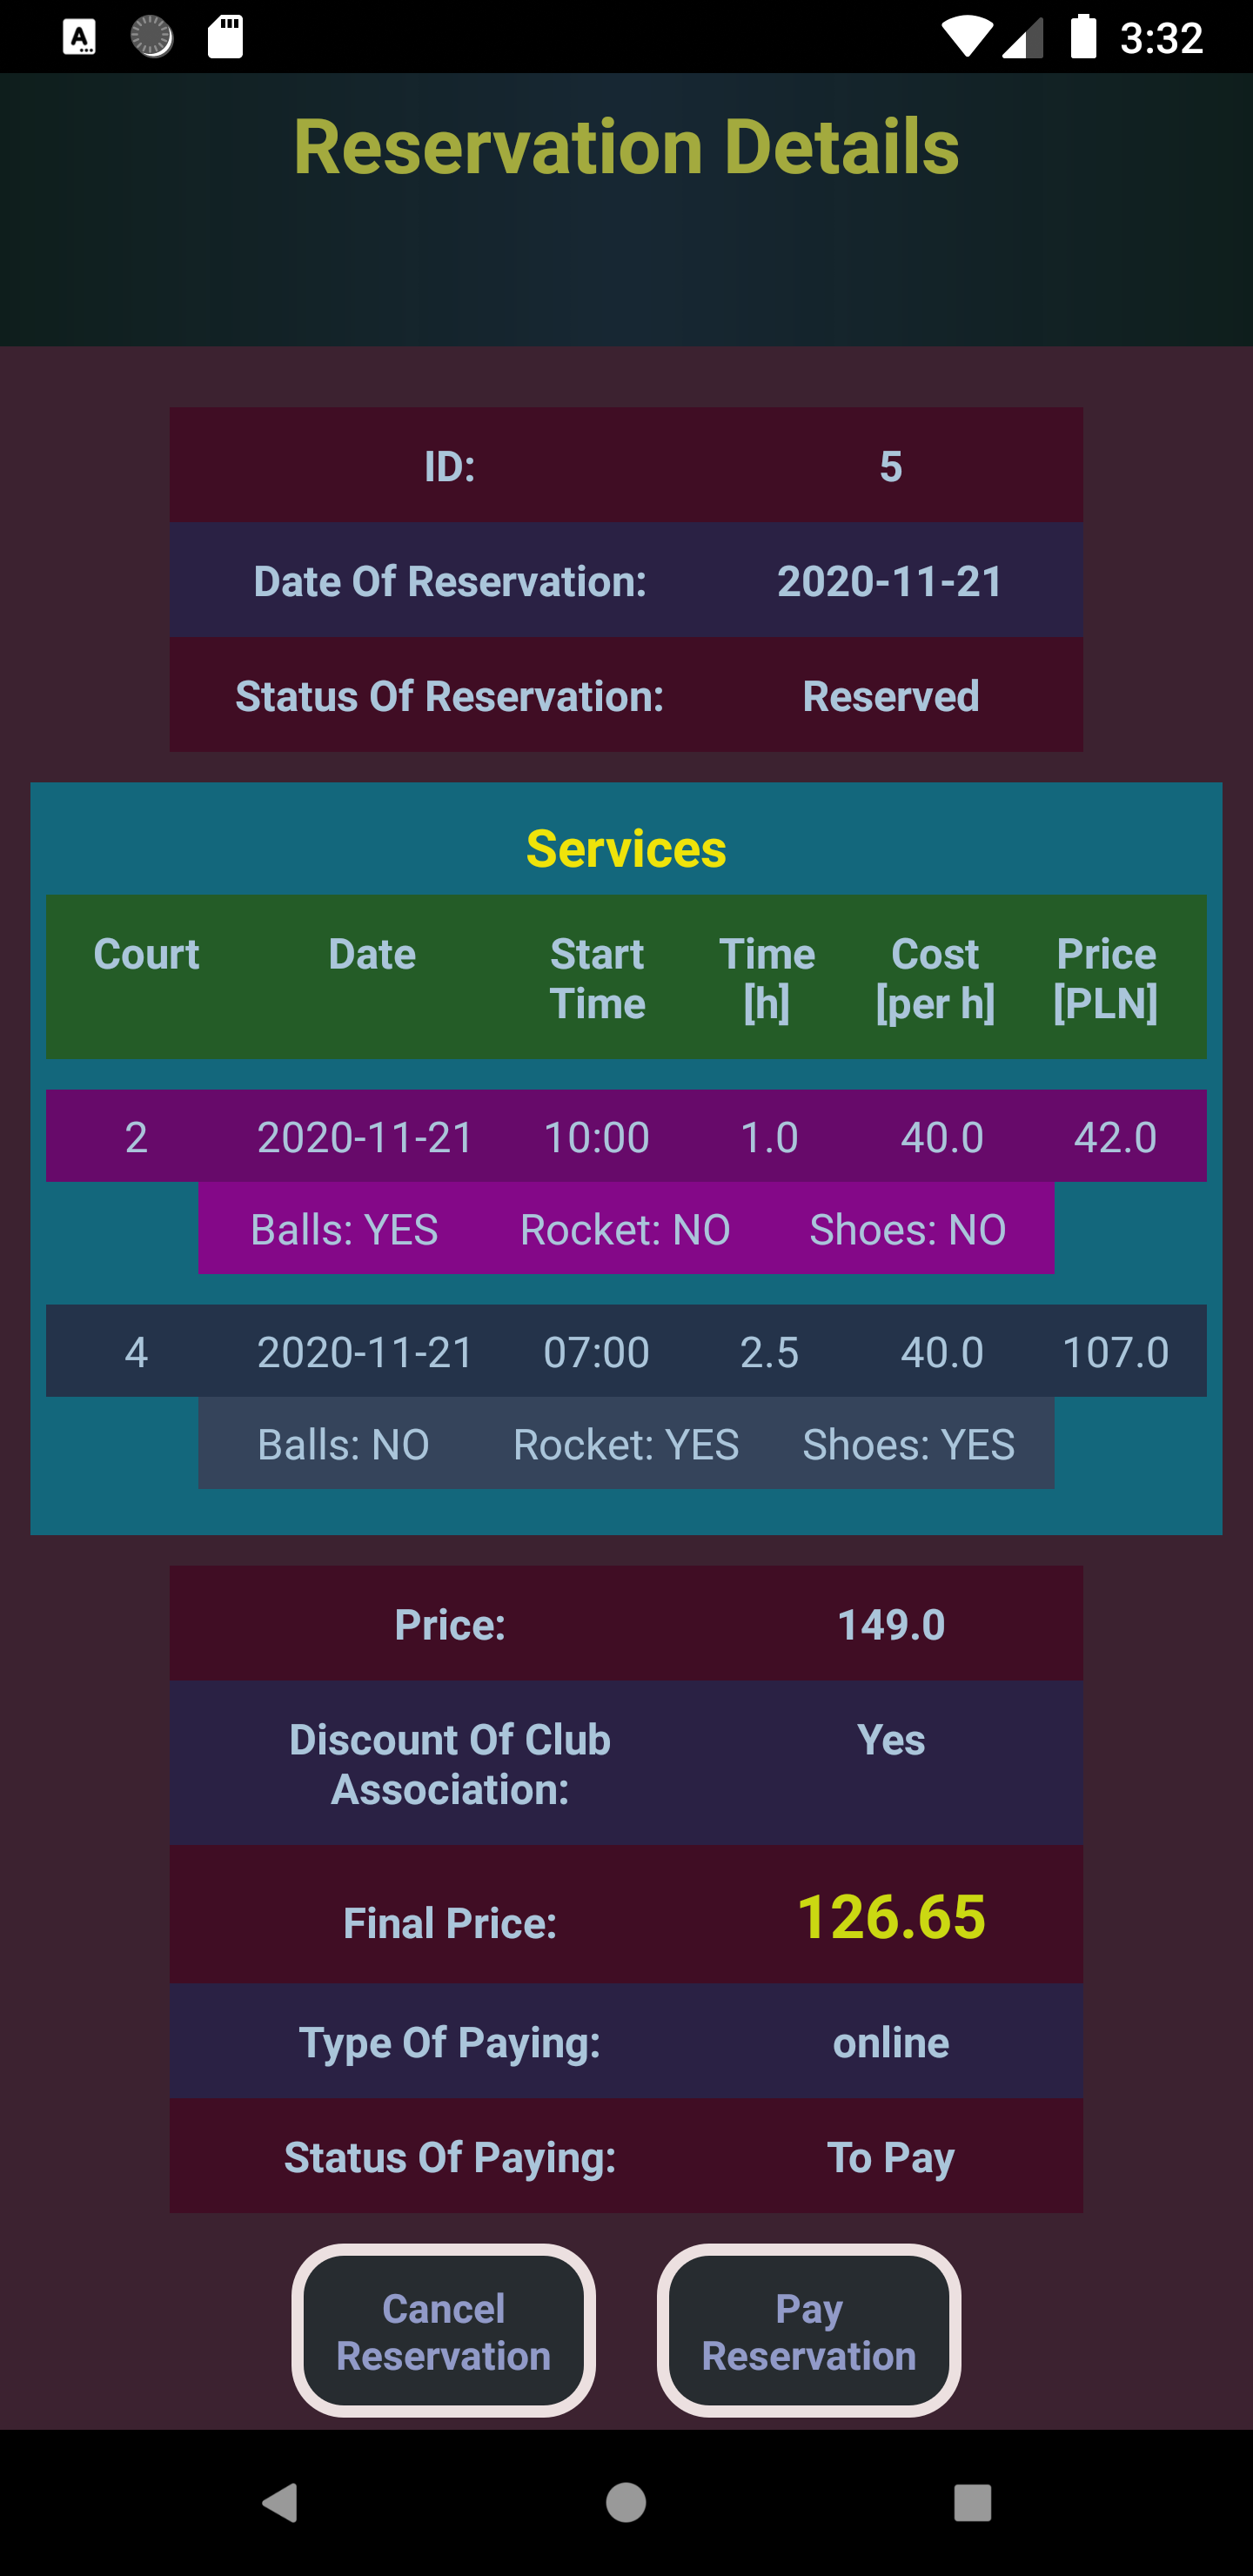 A
3:32
Reservation Details
ID: 5
Date Of Reservation: 2020-11-21
Status Of Reservation: Reserved
Services
Court Date Start Time Cost Price
Time [h] [per h] [PLN]
2 2020-11-21 10:00 1.0 40.0 42.0
Balls: YES Rocket: NO Shoes: NO
4 2020-11-21 07:00 2.5 40.0 107.0
Balls: NO Rocket: YES Shoes: YES
Price: 149.0
Discount Of Club Yes
Association:
Final Price: 126.65
Type Of Paying: online
Status Of Paying: To Pay
Cancel Pay
Reservation Reservation